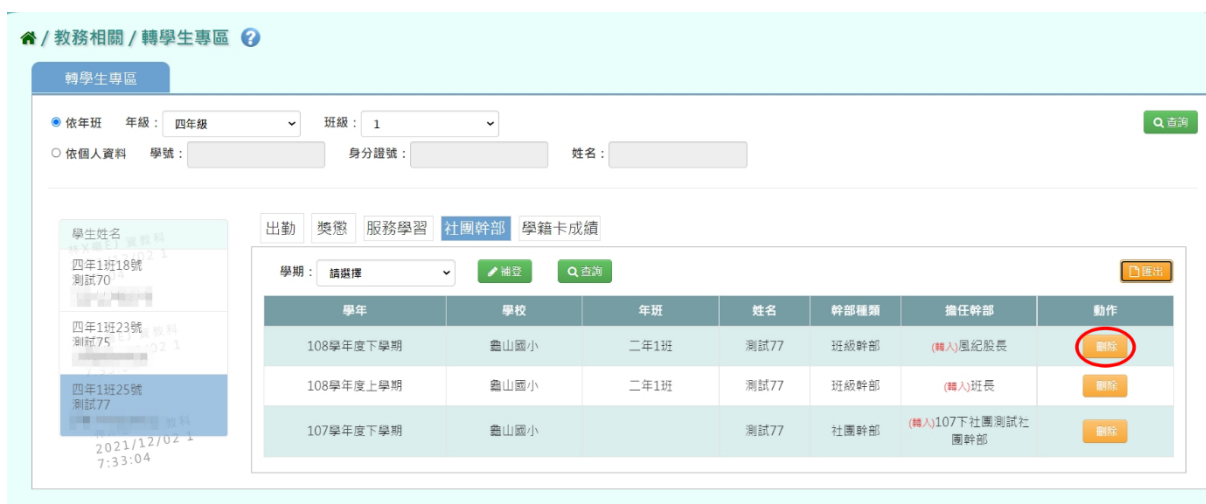 / 教務相關 / 轉學生專區
轉學生專區
依年班 年級： 四年級 班級： 1 查詢
依個人資料 學號： 身分證號： 姓名：
學生姓名
四年1班18號
測試70
四年1班23號
測試75
四年1班25號
測試77
2021/12/02 1
7:33:04
出勤 獎懲 服務學習 社團幹部 學籍卡成績
學期： 請選擇 補登 查詢 匯出
學年 學校 年班 姓名 幹部種類 擔任幹部 動作
108學年度下學期 龜山國小 二年1班 測試77 班級幹部 (轉入)風紀股長 刪除
108學年度上學期 龜山國小 二年1班 測試77 班級幹部 (轉入)班長 刪除
107學年度下學期 龜山國小 測試77 社團幹部 (轉入)107下社團測試社團幹部 刪除